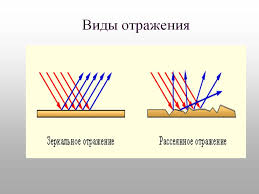 Виды отражения
Зеркальное отражение
Рассеянное отражение